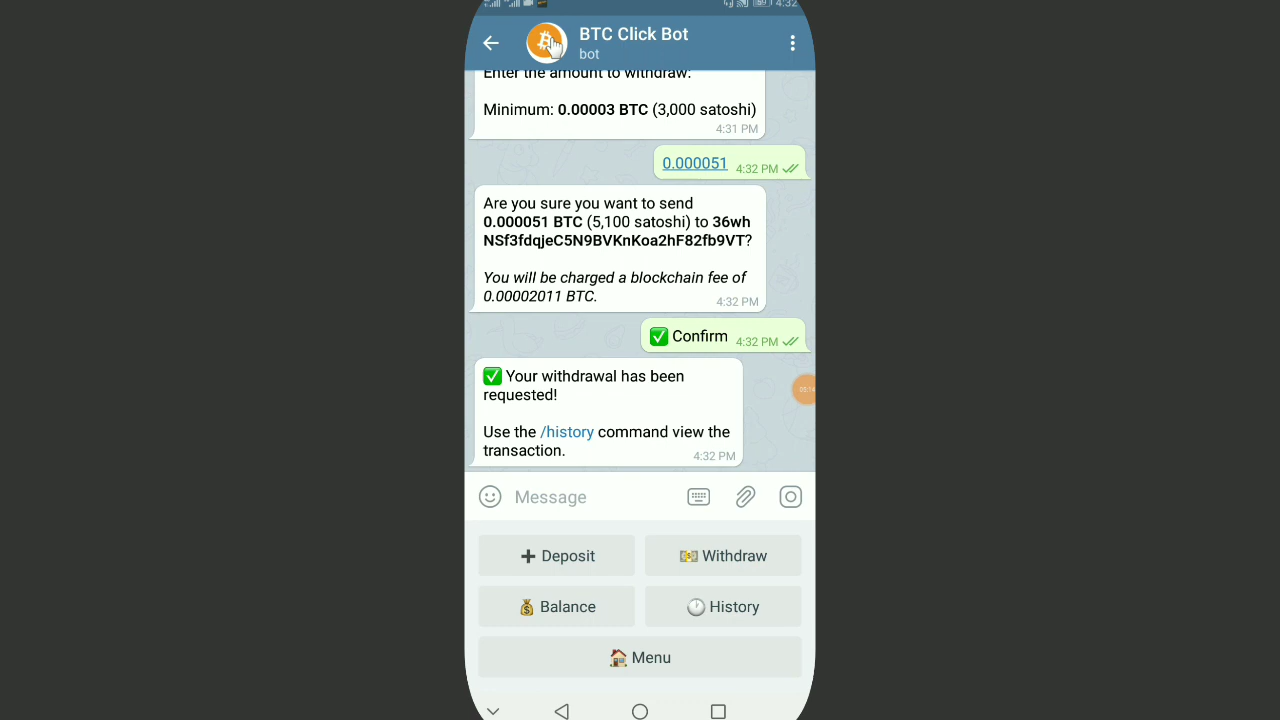 4:32
BTC Click Bot
bot
Enter the amount to withdraw:
Minimum: 0.00003 BTC (3,000 satoshi)
4:31 PM
0.000051 4:32 PM
Are you sure you want to send
0.000051 BTC (5,100 satoshi) to 36wh
NSf3fdqjeC5N9BVKnKoa2hF82fb9VT?
You will be charged a blockchain fee of
0.00002011 BTC.
4:32 PM
✅ Confirm 4:32 PM
✅ Your withdrawal has been
requested!
Use the /history command view the
transaction.
4:32 PM
Message
➕ Deposit
💵 Withdraw
💰 Balance
🕐 History
🏠 Menu